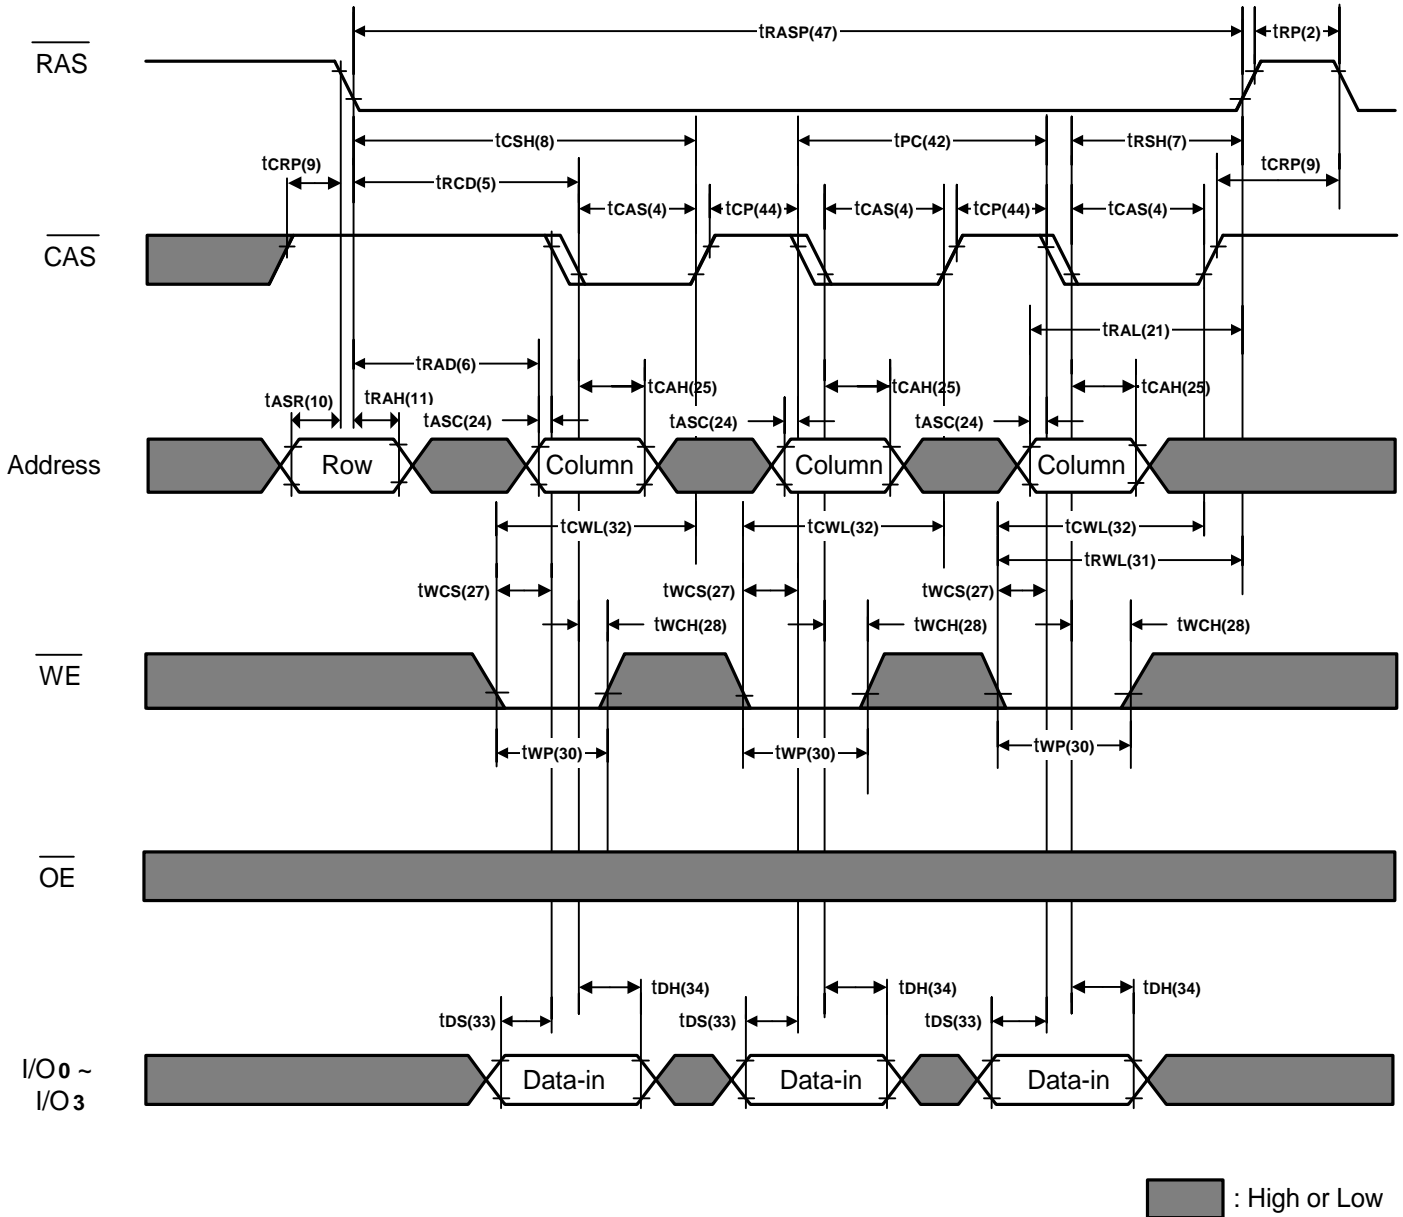 tRASP(47) tRP(2)
RAS
tCSH(8) tPC(42) tRSH(7)
tCRP(9) tRCD(5) tCRP(9)
tCAS(4) tCP(44) tCAS(4) tCP(44) tCAS(4)
CAS
tRAL(21)
tRAD(6)
tCAH(25) tCAH(25) tCAH(25)
tASR(10) tRAH(11) tASC(24) tASC(24) tASC(24)
Address Row Column Column Column
tCWL(32) tCWL(32) tCWL(32)
tRWL(31)
tWCS(27) tWCS(27) tWCS(27)
tWCH(28) tWCH(28) tWCH(28)
WE
tWP(30) tWP(30) tWP(30)
OE
tDH(34) tDH(34) tDH(34)
tDS(33) tDS(33) tDS(33)
I/O0 ~ Data-in Data-in Data-in
I/O3
: High or Low